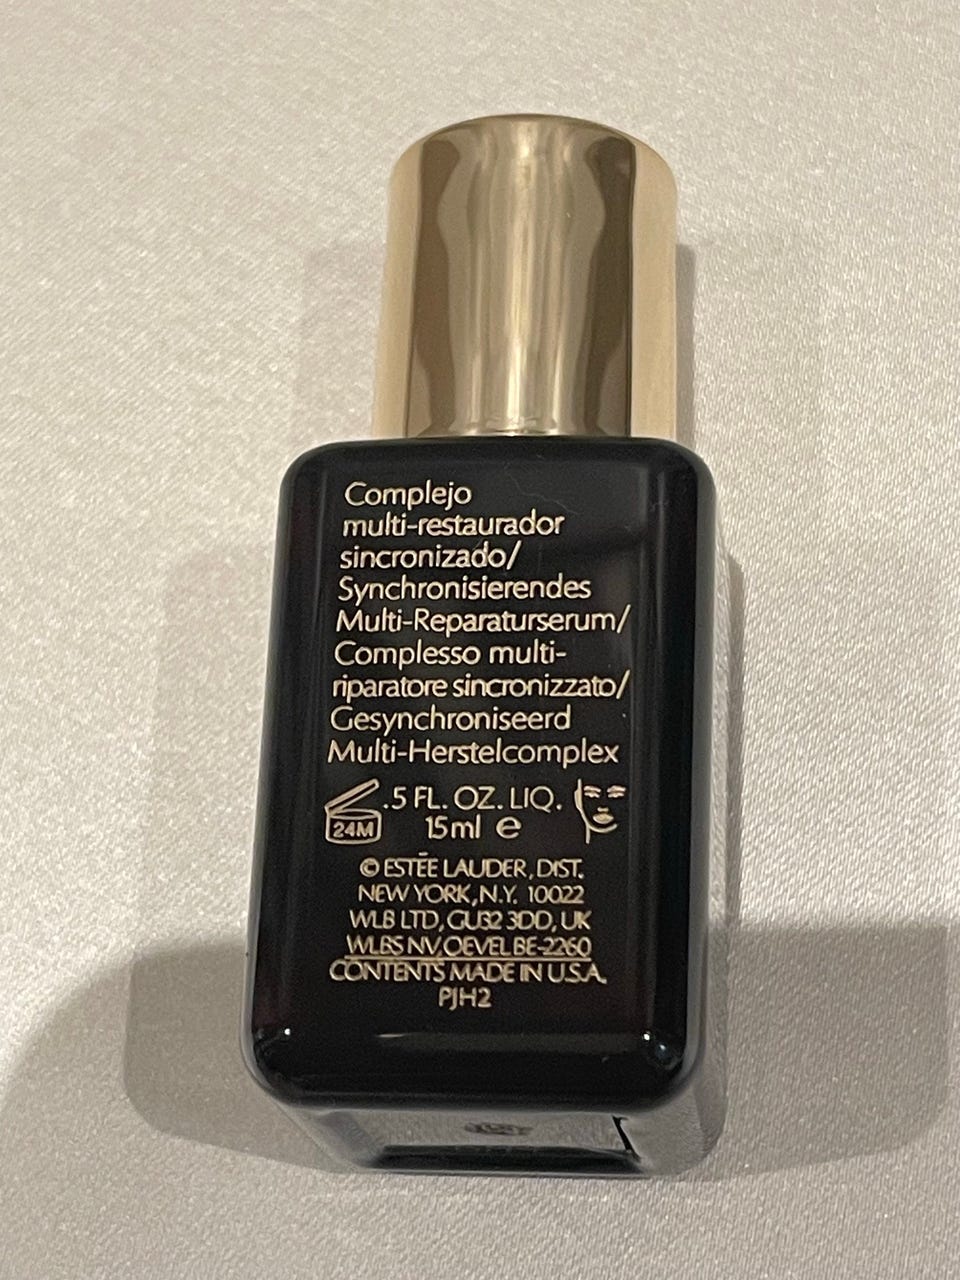 Complejo
multi-restaurador
sincronizado/
Synchronisierendes
Multi-Reparaturserum/
Complesso multi-
riparatore sincronizzato/
Gesynchroniseerd
Multi-Herstelcomplex
24M
.5 FL. OZ. LIQ.
15ml e
© ESTĒE LAUDER, DIST.
NEW YORK, N.Y. 10022
WLB LTD, GU32 3DD, UK
WLBS NV, OEVEL BE-2260
CONTENTS MADE IN U.S.A.
PJH2